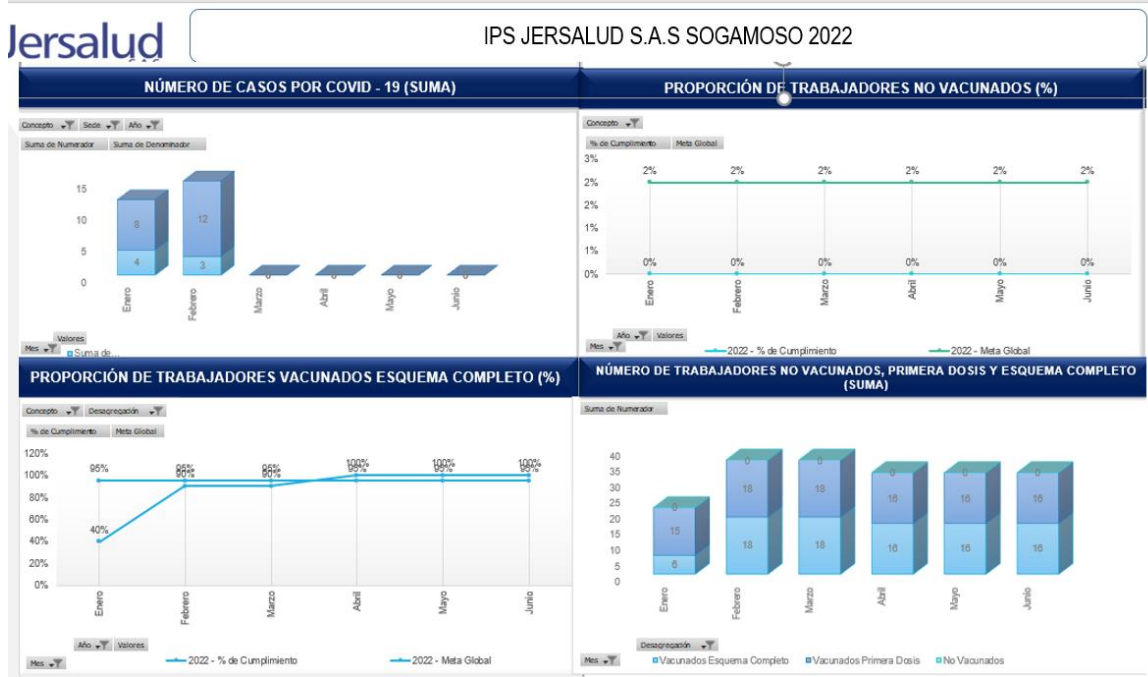 Jersalud
IPS JERSALUD S.A.S SOGAMOSO 2022
NÚMERO DE CASOS POR COVID - 19 (SUMA)
Concepto Sede Año
Suma de Numerador Suma de Denominador
15
10
5
0
8
4
12
3
0
0
0
0
Enero
Febrero
Marzo
Abril
Mayo
Junio
Valores
Mes
Suma de...
PROPORCIÓN DE TRABAJADORES NO VACUNADOS (%)
Concepto
% de Cumplimiento Meta Global
3%
2%
2%
1%
1%
0%
2% 2% 2% 2% 2% 2%
0% 0% 0% 0% 0% 0%
Enero
Febrero
Marzo
Abril
Mayo
Junio
Año Valores
Mes
2022 - % de Cumplimiento 2022 - Meta Global
PROPORCIÓN DE TRABAJADORES VACUNADOS ESQUEMA COMPLETO (%)
Concepto Desagregación
% de Cumplimiento Meta Global
120%
100%
80%
60%
40%
20%
0%
95% 95% 95% 100% 100% 100%
40% 90% 90% 95% 95% 95%
Enero
Febrero
Marzo
Abril
Mayo
Junio
Año Valores
Mes
2022 - % de Cumplimiento 2022 - Meta Global
NÚMERO DE TRABAJADORES NO VACUNADOS, PRIMERA DOSIS Y ESQUEMA COMPLETO
(SUMA)
Suma de Numerador
40
35
30
25
20
15
10
5
0
0 0 0 0 0 0
15 18 18 16 16 16
6 18 18 16 16 16
Enero
Febrero
Marzo
Abril
Mayo
Junio
Desagregación
Mes
Vacunados Esquema Completo Vacunados Primera Dosis No Vacunados